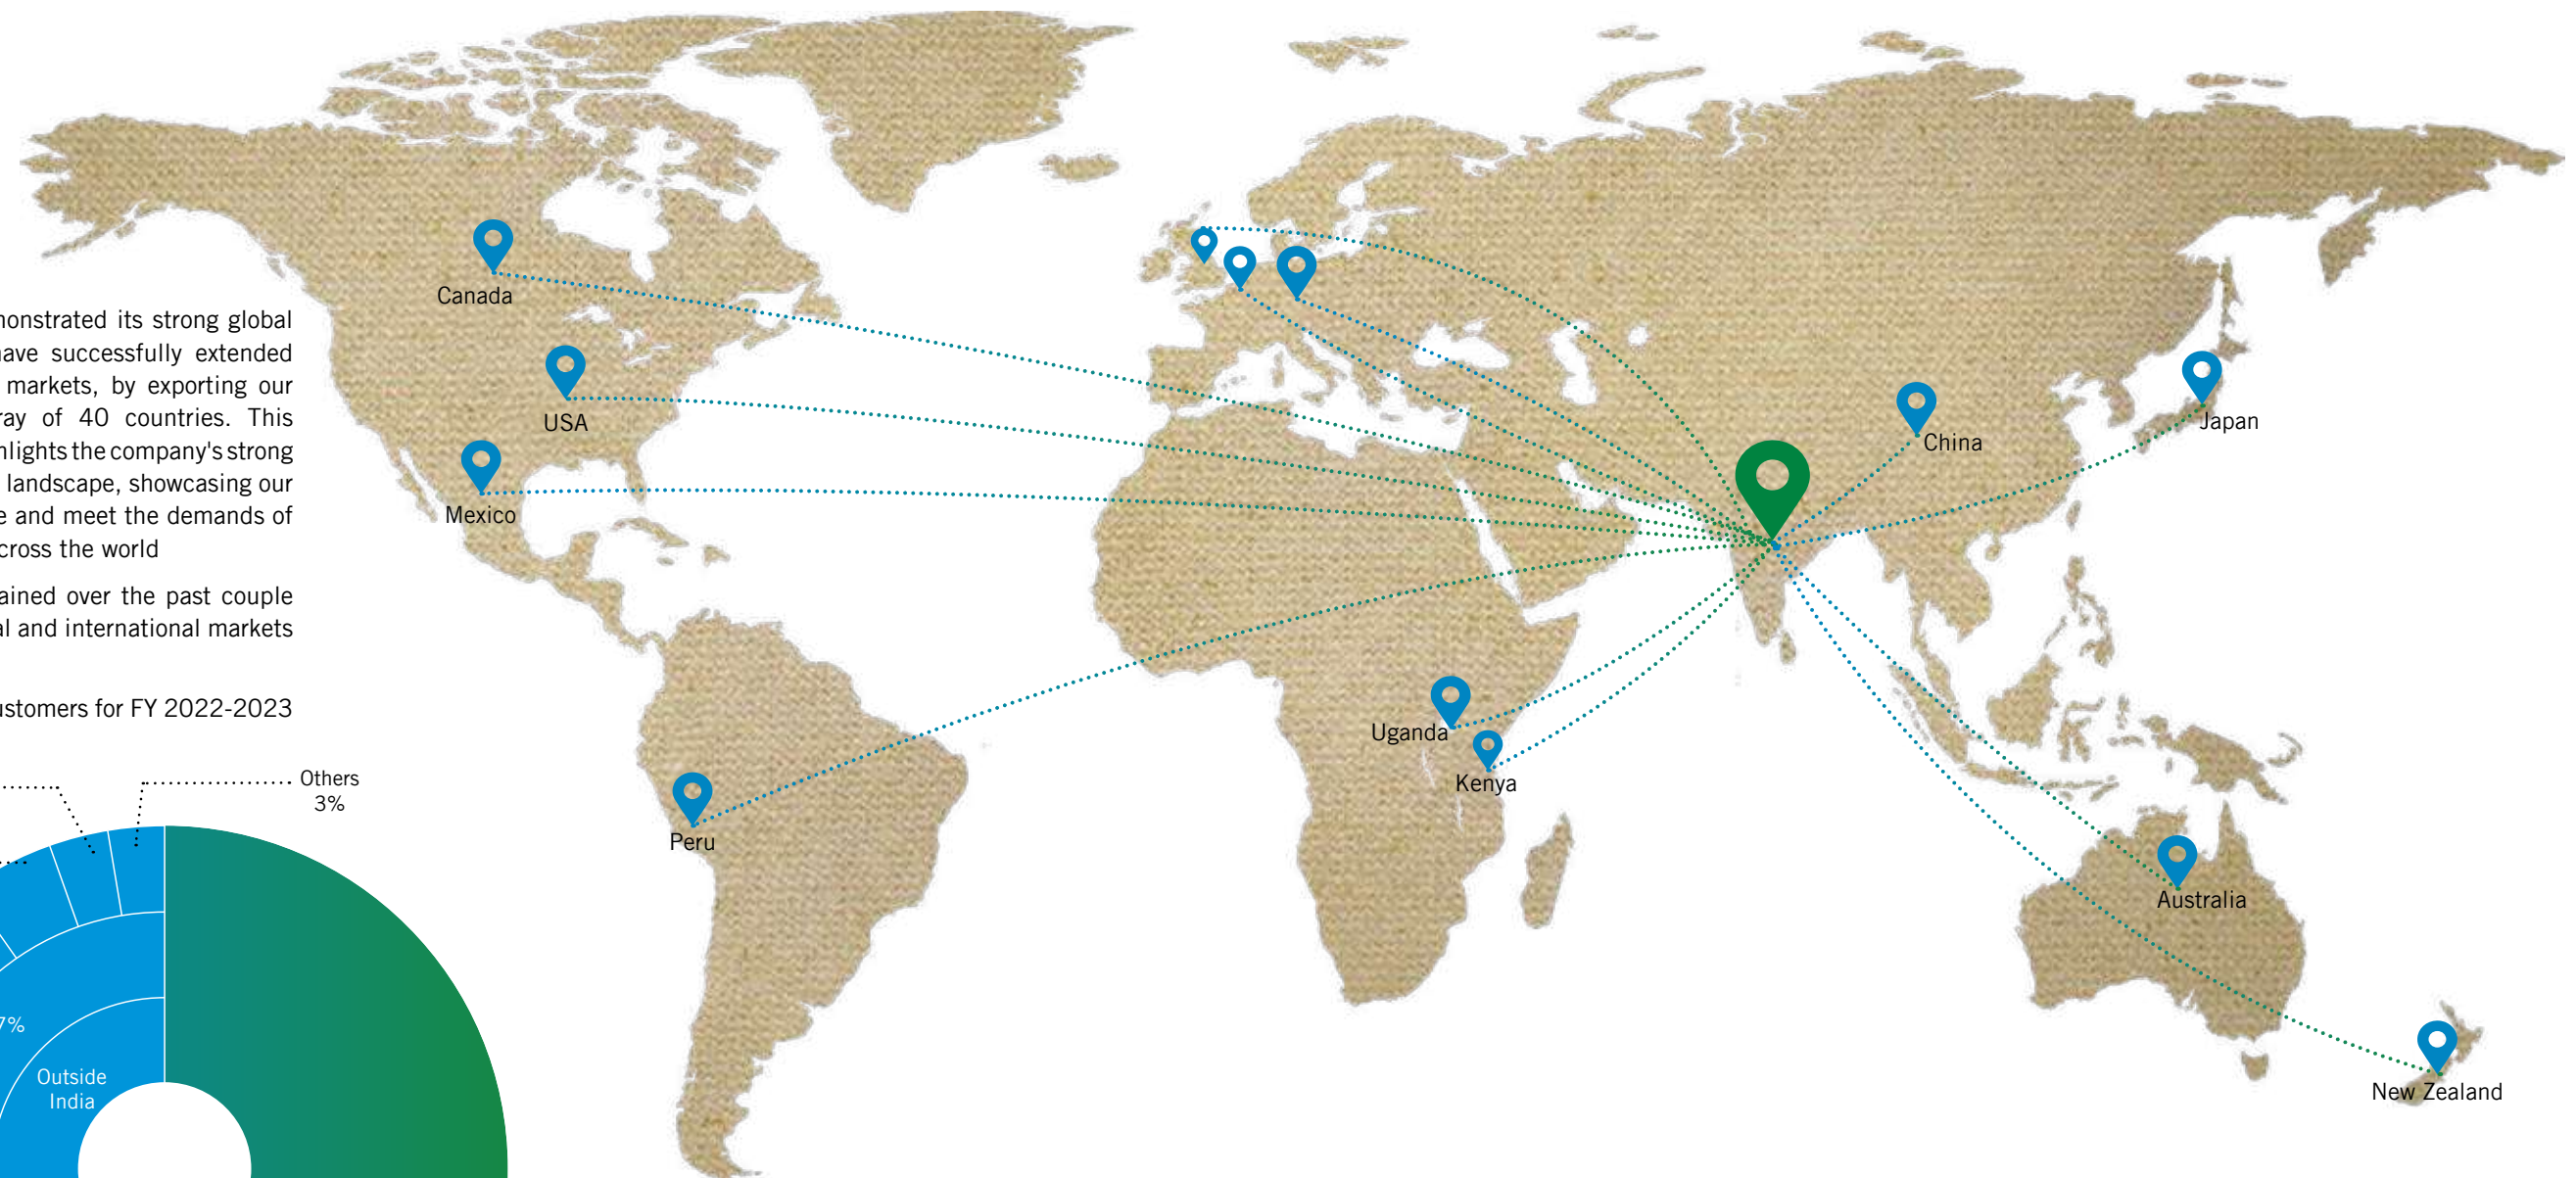 nonstrated its strong global
have successfully extended
markets, by exporting our
ray of 40 countries. This
hlights the company's strong
landscape, showcasing our
e and meet the demands of
cross the world
ained over the past couple
al and international markets
ustomers for FY 2022-2023
Others
3%
7%
Outside
India
Canada
USA
Mexico
Peru
Uganda
Kenya
China
Japan
Australia
New Zealand